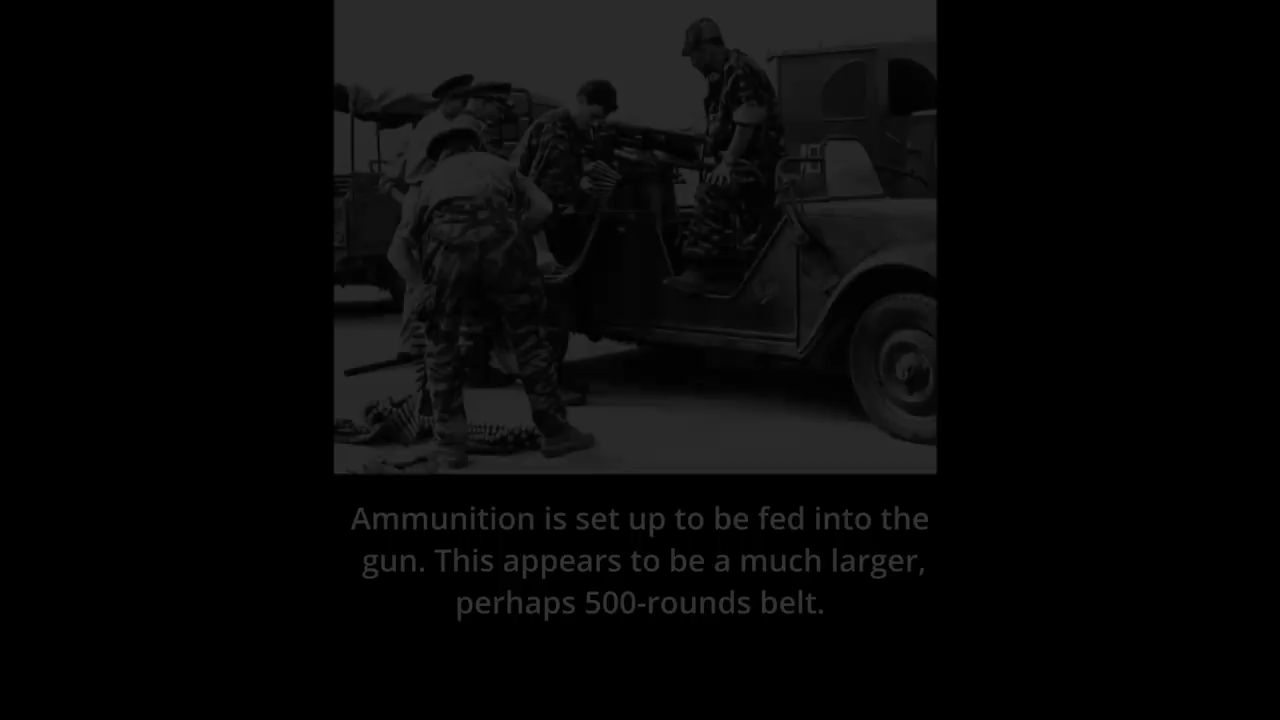 Ammunition is set up to be fed into the
gun. This appears to be a much larger,
perhaps 500-rounds belt.